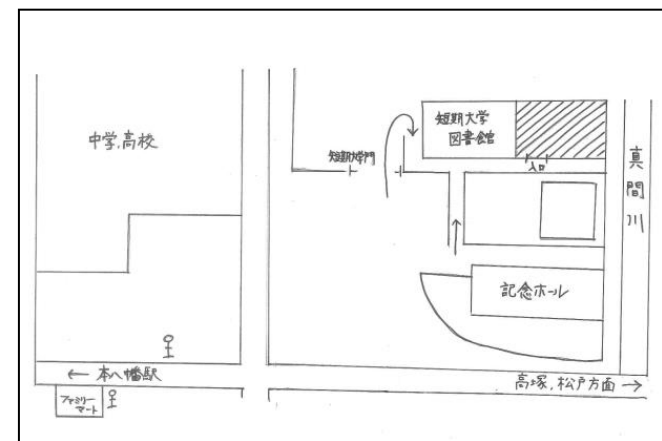 中学.高校
短期大学門
短期大学
図書館
入口
真間川
記念ホール
← 本八幡駅
高塚.松戸方面 →
ファミリー
マート